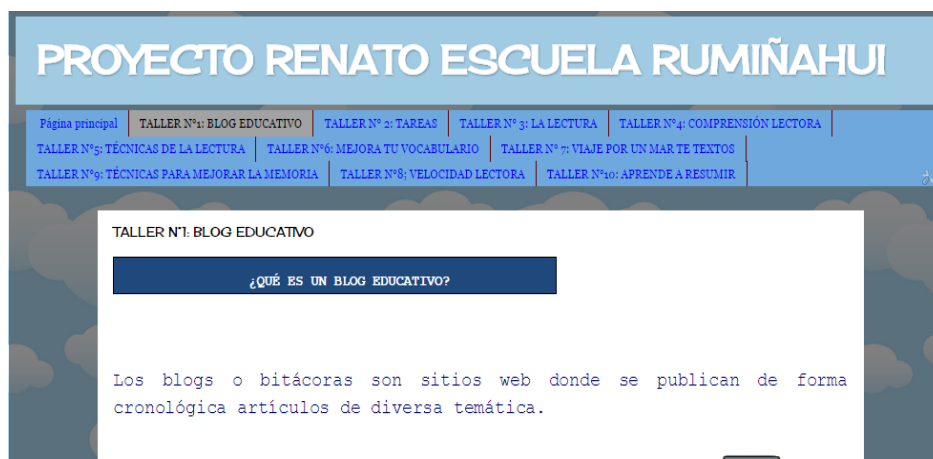 PROYECTO RENATO ESCUELA RUMIÑAHUI
Página principal TALLER Nº1: BLOG EDUCATIVO TALLER Nº 2: TAREAS TALLER Nº 3: LA LECTURA TALLER Nº4: COMPRENSIÓN LECTORA
TALLER Nº5: TÉCNICAS DE LA LECTURA TALLER Nº6: MEJORA TU VOCABULARIO TALLER Nº 7: VIAJE POR UN MAR TE TEXTOS
TALLER Nº9: TÉCNICAS PARA MEJORAR LA MEMORIA TALLER Nº8; VELOCIDAD LECTORA TALLER Nº10: APRENDE A RESUMIR
TALLER Nº1: BLOG EDUCATIVO
¿QUÉ ES UN BLOG EDUCATIVO?
Los blogs o bitácoras son sitios web donde se publican de forma
cronológica artículos de diversa temática.